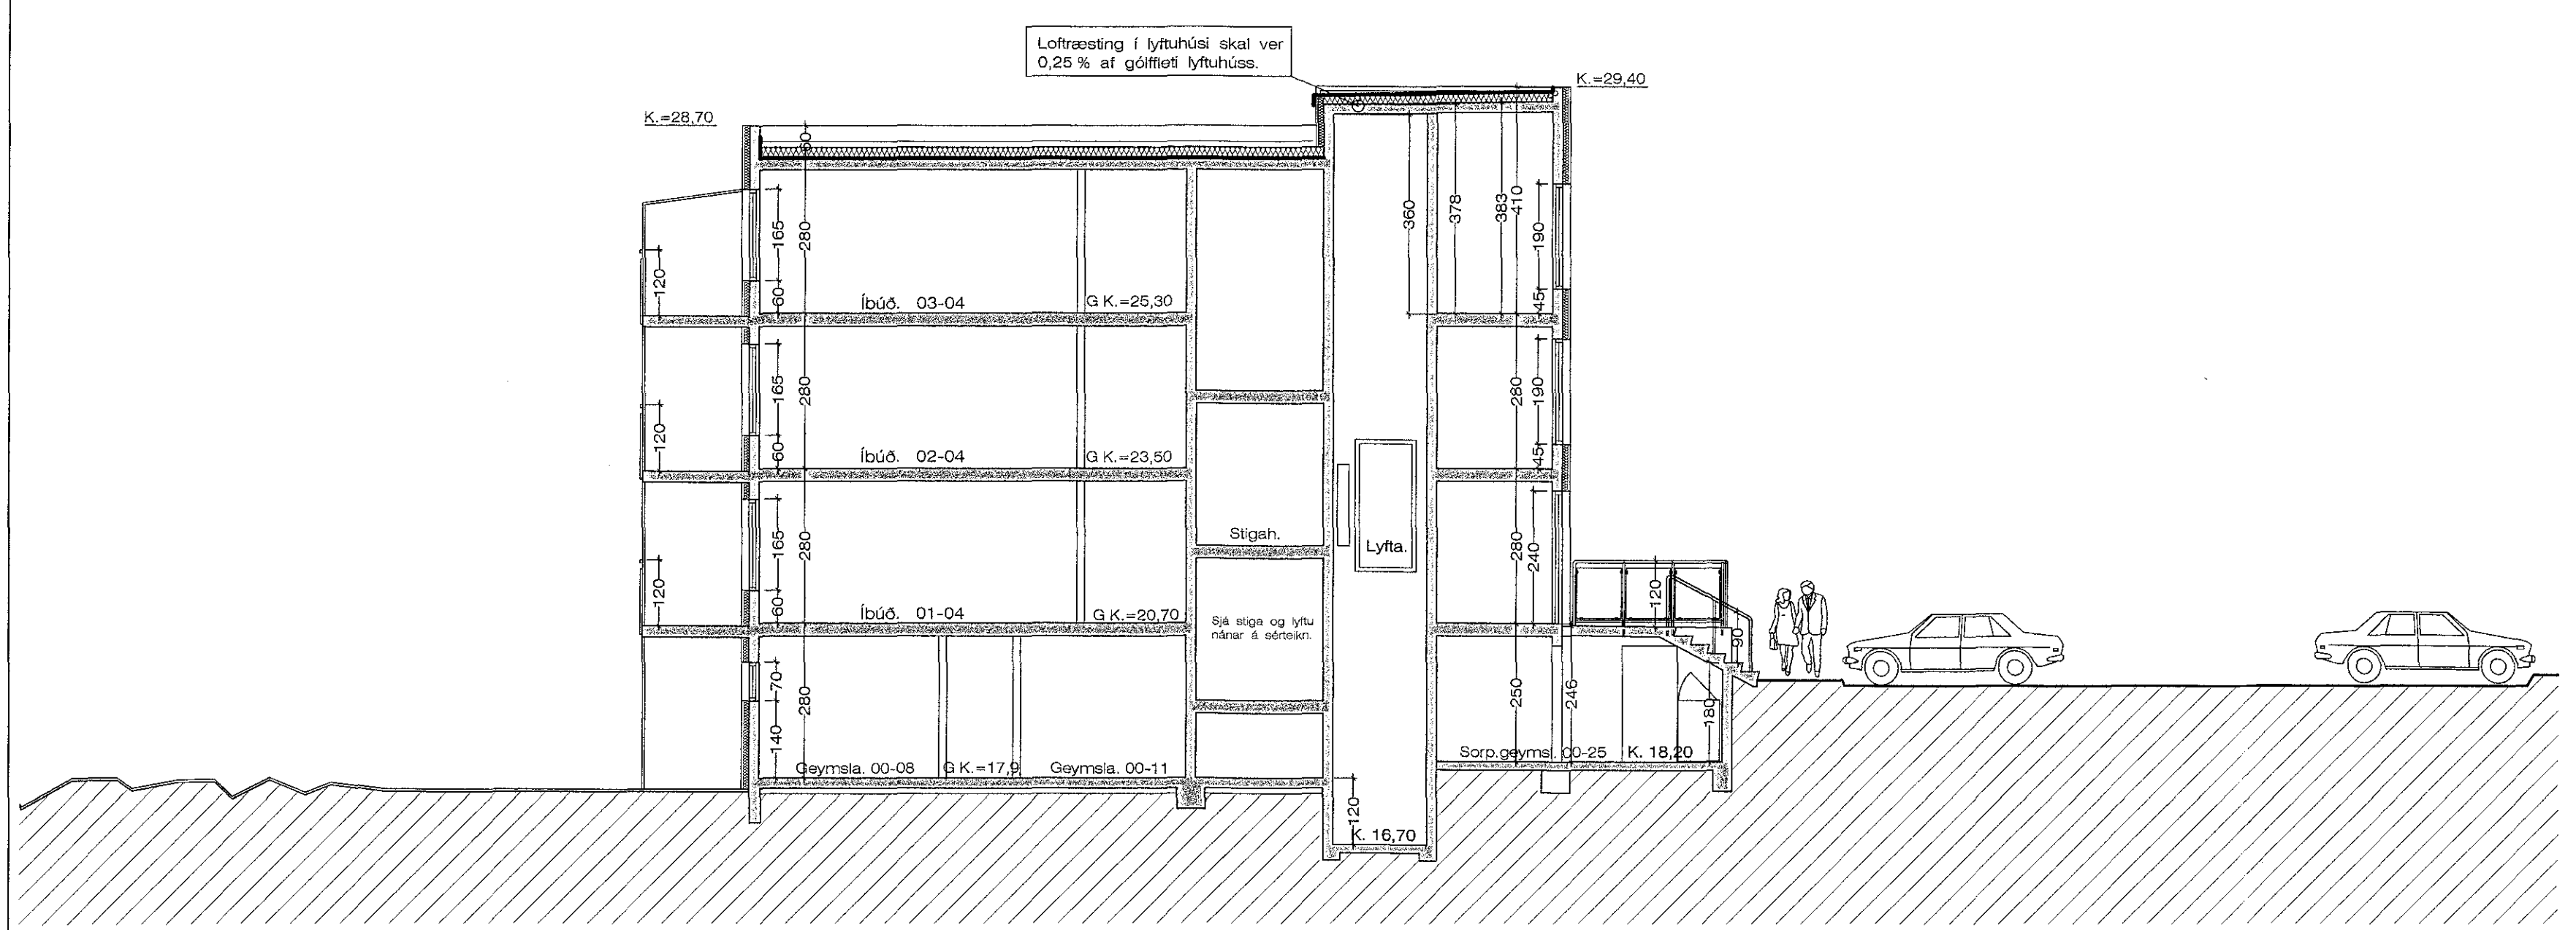 Loftræsting í lyftuhúsi skal ver
0,25 % af gólffleti lyftuhúss.
K.=29,40
K.=28,70
60
165
280
360
378
383
410
190
120
60
Íbúð. 03-04
G K.=25,30
45
165
280
280
190
120
60
Íbúð. 02-04
G K.=23,50
45
165
280
Stigah.
Lyfta.
280
240
120
120
60
Íbúð. 01-04
G K.=20,70
Sjá stiga og lyftu
nánar á sérteikn.
90
70
280
250
246
180
140
Geymsla. 00-08
G K.=17,9
Geymsla. 00-11
Sorp.geymsl. 00-25
K. 18,20
120
K. 16,70